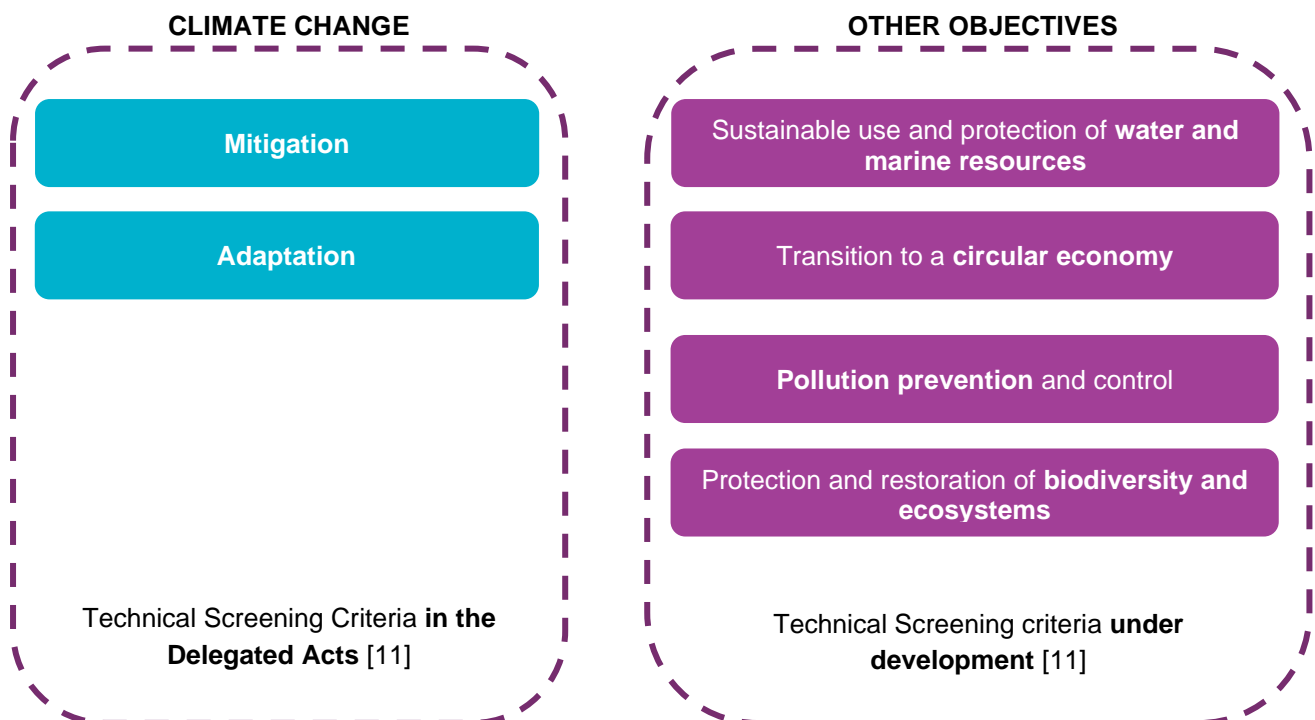 CLIMATE CHANGE
Mitigation
Adaptation
Technical Screening Criteria in the
Delegated Acts [11]
OTHER OBJECTIVES
Sustainable use and protection of water and
marine resources
Transition to a circular economy
Pollution prevention and control
Protection and restoration of biodiversity and
ecosystems
Technical Screening criteria under
development [11]